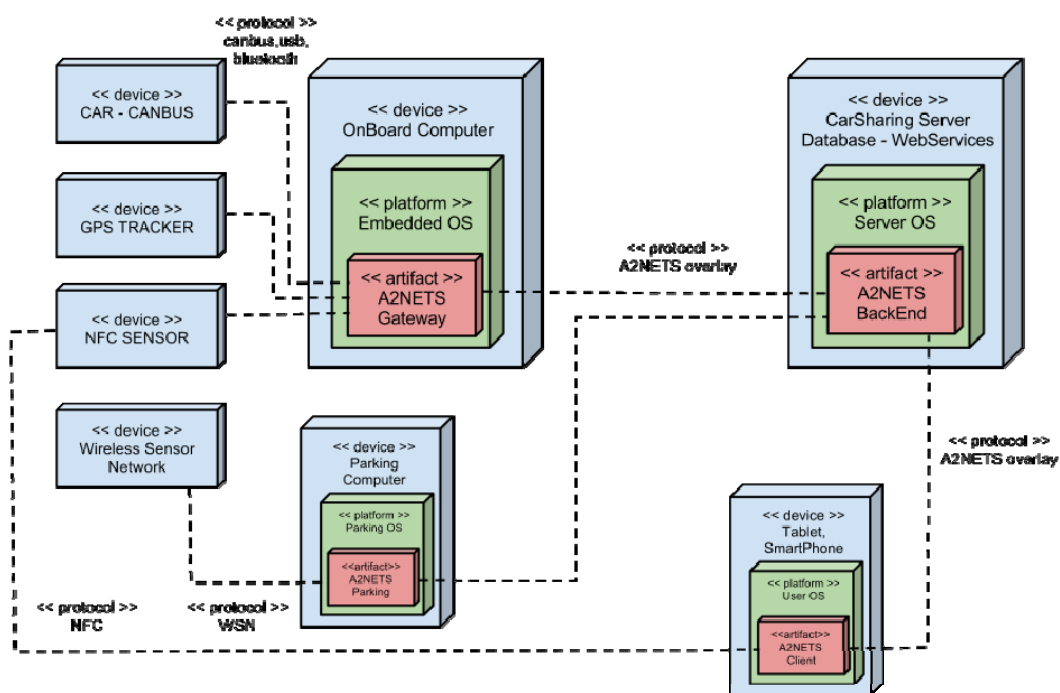 << protocol >>
canbus,usb,
bluetooth
<< device >>
CAR - CANBUS
<< device >>
OnBoard Computer
<< device >>
CarSharing Server
Database - WebServices
<< device >>
GPS TRACKER
<< platform >>
Embedded OS
<< platform >>
Server OS
<< protocol >>
A2NETS overlay
<< artifact >>
A2NETS
Gateway
<< artifact >>
A2NETS
BackEnd
<< device >>
NFC SENSOR
<< device >>
Wireless Sensor
Network
<< device >>
Parking
Computer
<< protocol >>
A2NETS overlay
<< platform >>
Parking OS
<<artifact>>
A2NETS
Parking
<< device >>
Tablet,
SmartPhone
<< platform >>
User OS
<<artifact>>
A2NETS
Client
<< protocol >>
NFC
<< protocol >>
WSN